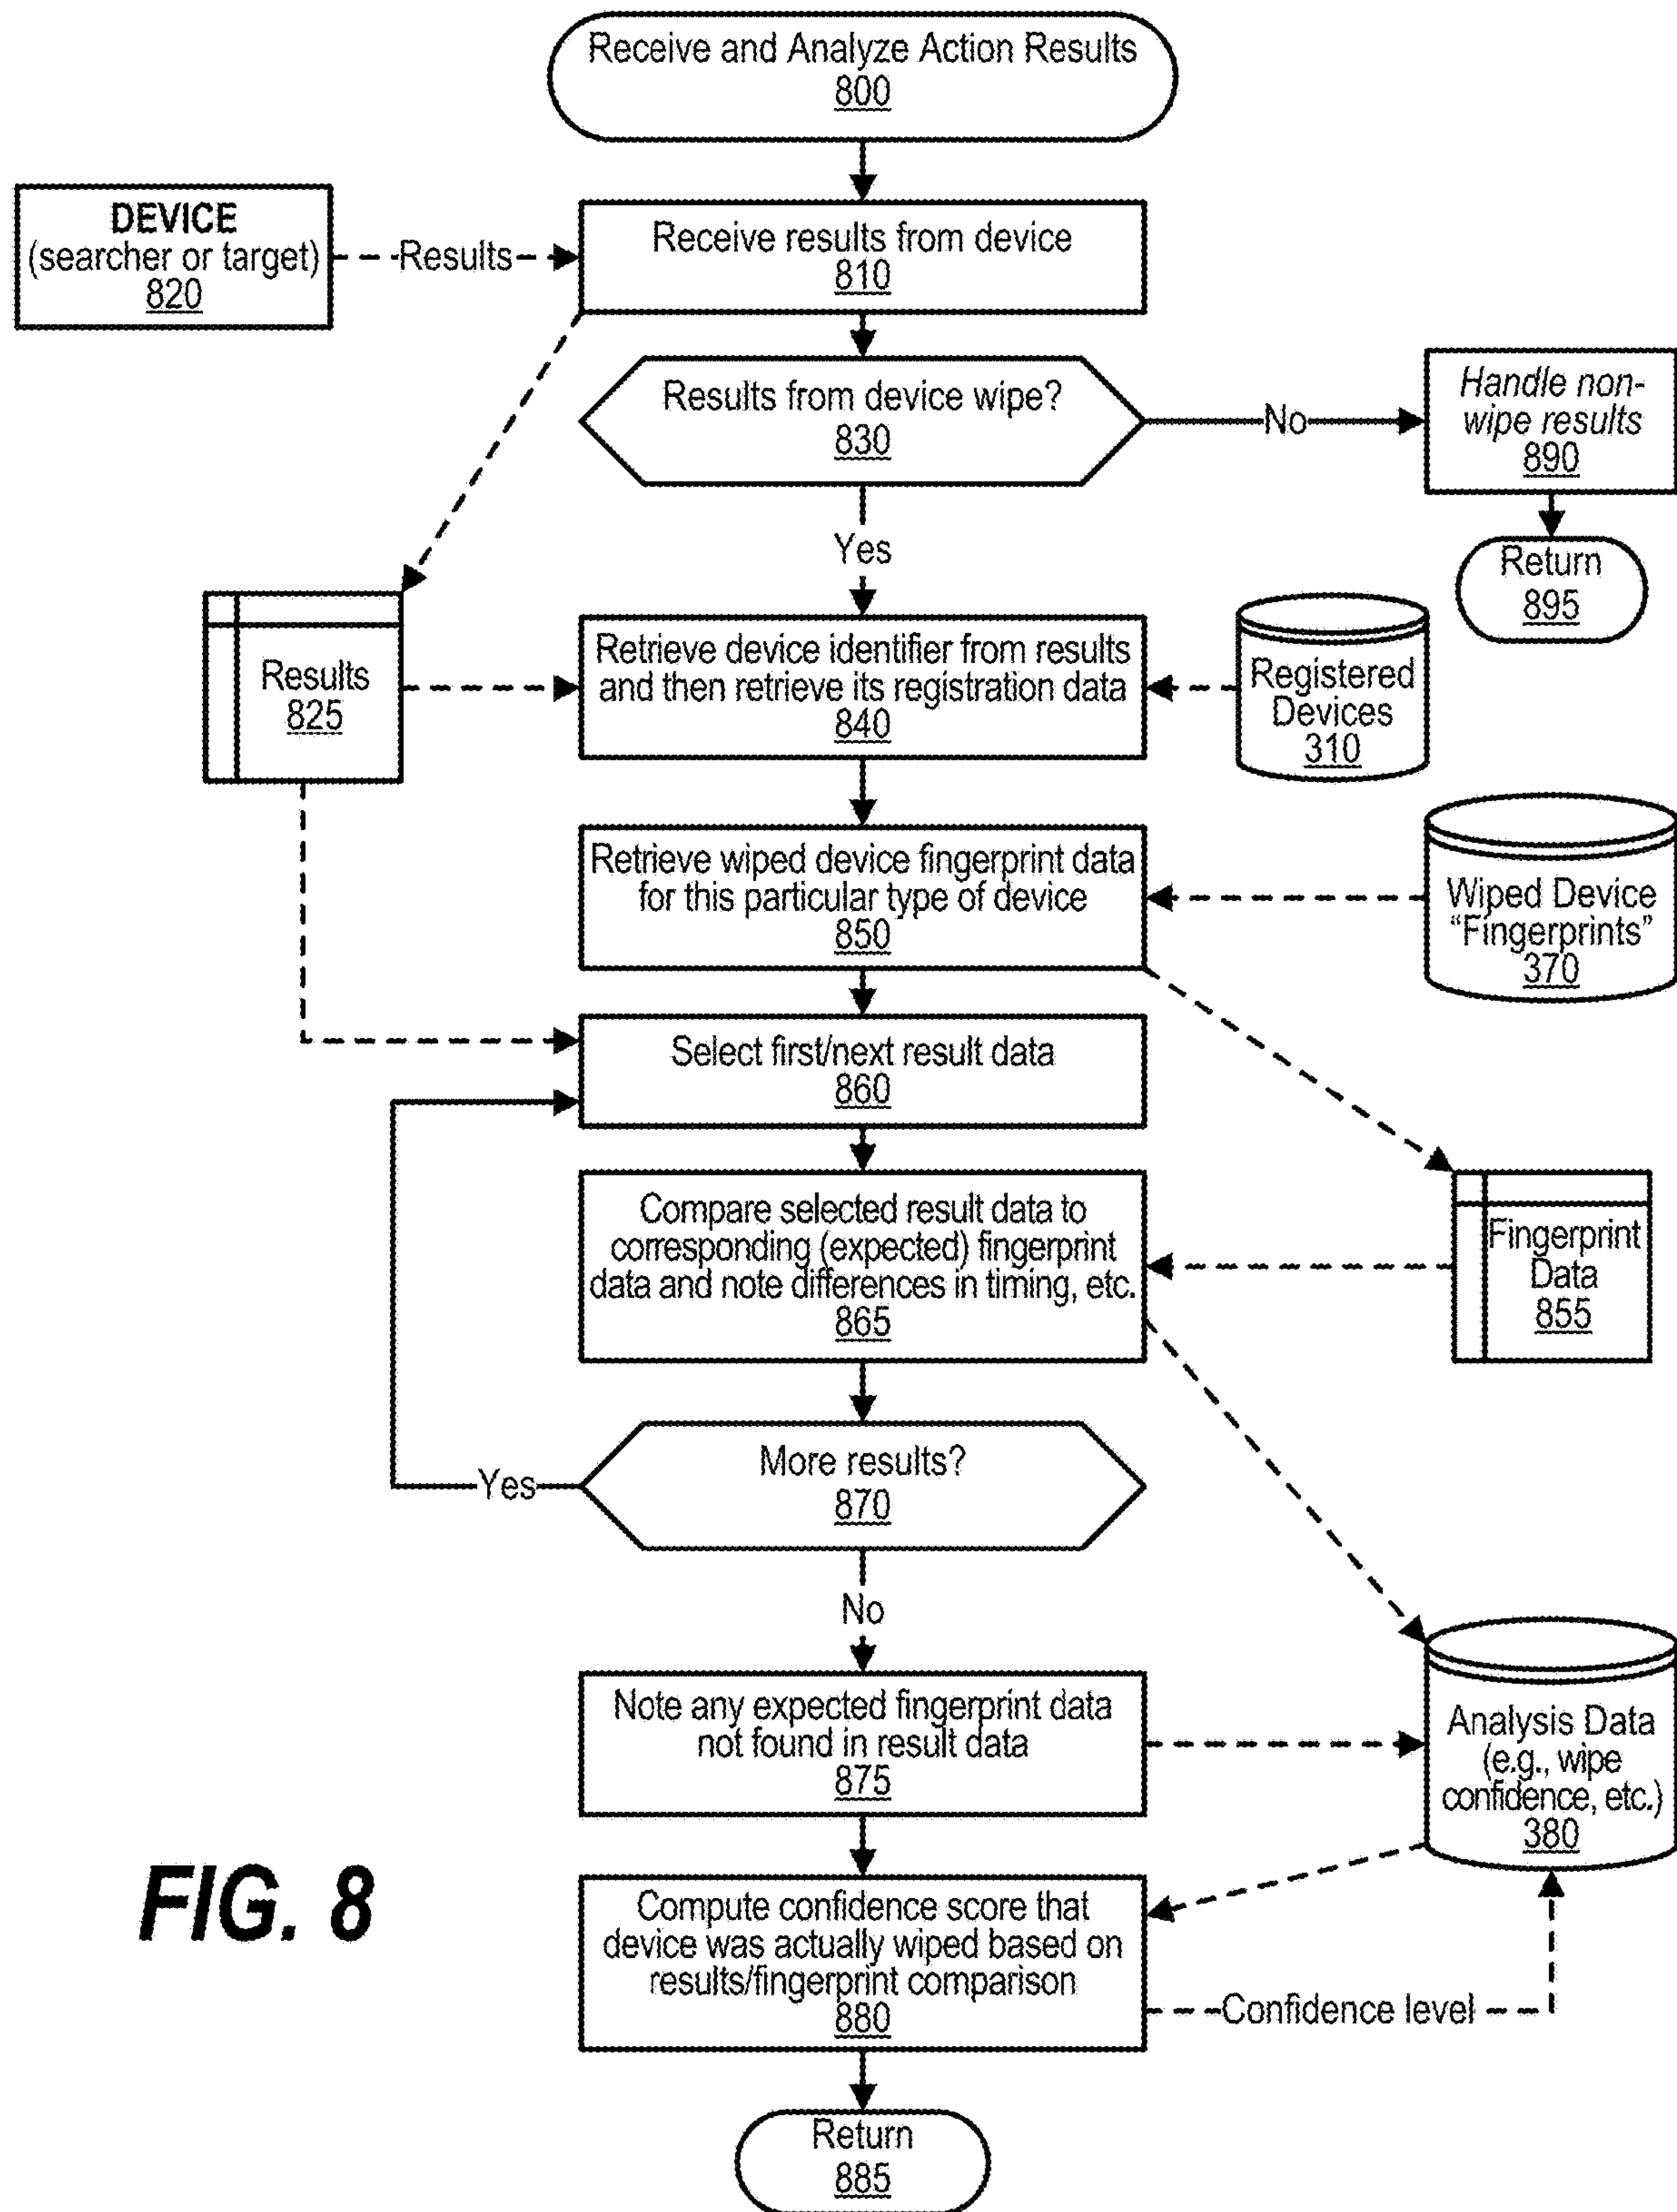 Receive and Analyze Action Results
800
DEVICE
(searcher or target)
820
Results
Receive results from device
810
Results from device wipe?
830
No
Handle non-
wipe results
890
Return
895
Yes
Results
825
Retrieve device identifier from results
and then retrieve its registration data
840
Registered
Devices
310
Retrieve wiped device fingerprint data
for this particular type of device
850
Wiped Device
“Fingerprints”
370
Select first/next result data
860
Compare selected result data to
corresponding (expected) fingerprint
data and note differences in timing, etc.
865
Fingerprint
Data
855
More results?
870
Yes
No
Note any expected fingerprint data
not found in result data
875
Analysis Data
(e.g., wipe
confidence, etc.)
380
Compute confidence score that
device was actually wiped based on
results/fingerprint comparison
880
Confidence level
Return
885
FIG. 8